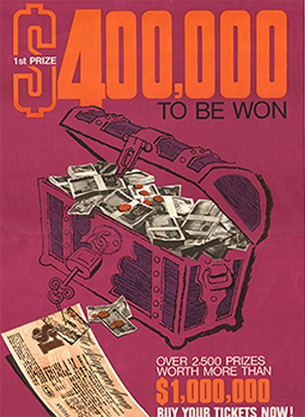 1st PRIZE
$400,000
TO BE WON
OVER 2·500 PRIZES
WORTH MORE THAN
$1,000,000
BUY YOUR TICKETS NOW!